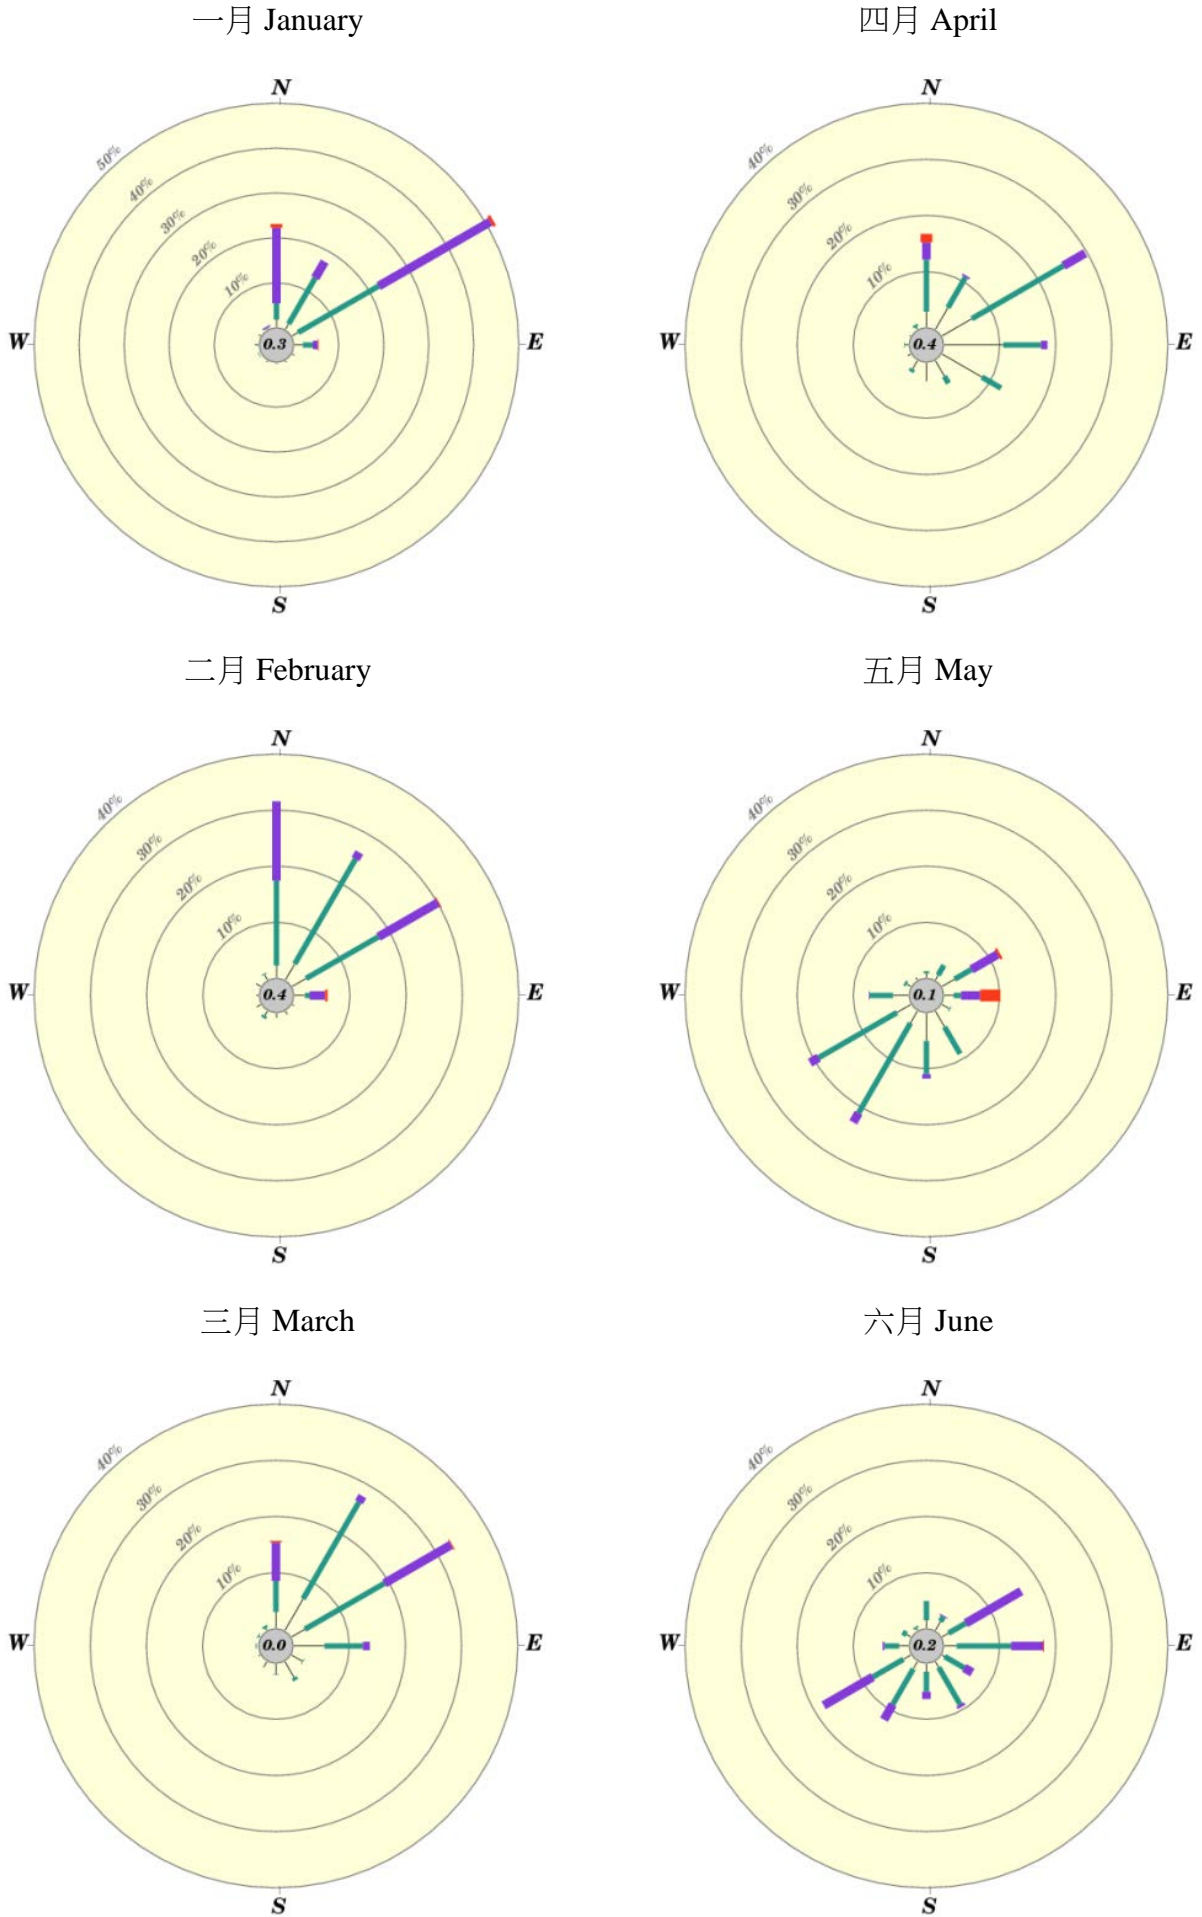 一月 January
四月 April
N
N
50%
40%
30%
20%
10%
40%
30%
20%
10%
W
0.3
E
W
0.4
E
S
S
二月 February
五月 May
N
N
40%
30%
20%
10%
40%
30%
20%
10%
W
0.4
E
W
0.1
E
S
S
三月 March
六月 June
N
N
40%
30%
20%
10%
40%
30%
20%
10%
W
0.0
E
W
0.2
E
S
S